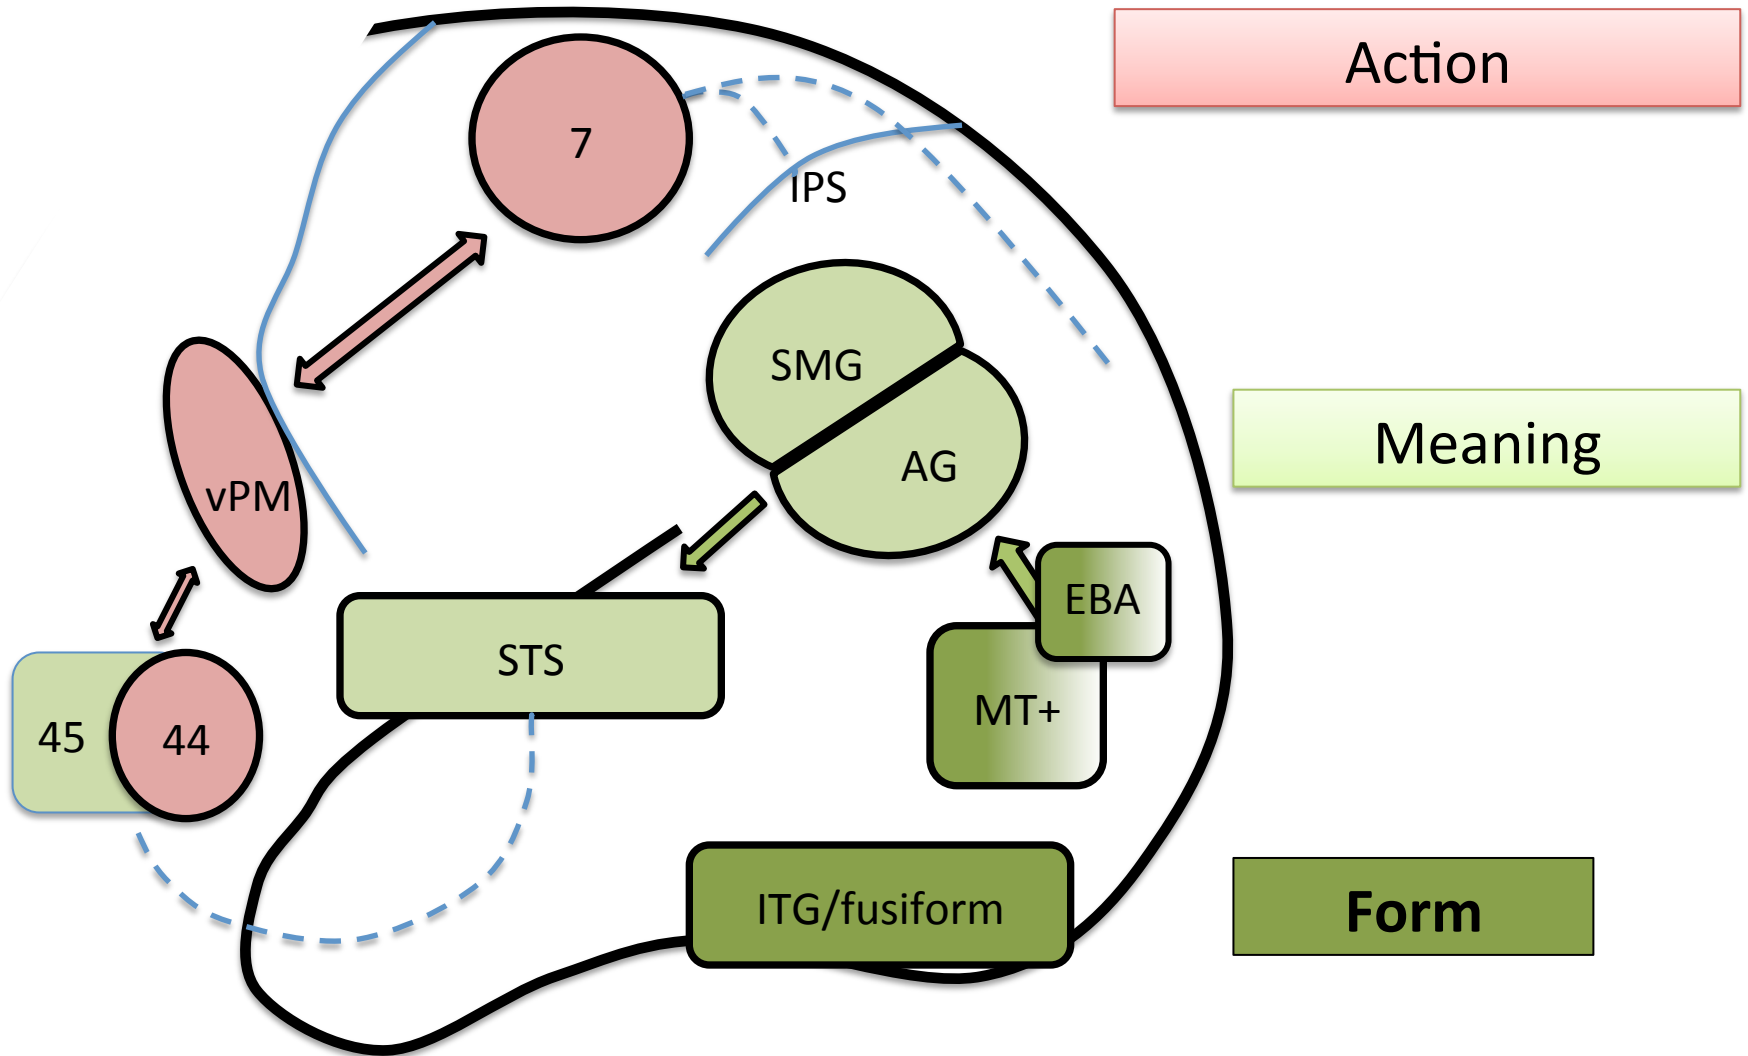 Action
7
IPS
SMG
Meaning
AG
vPM
EBA
STS
MT+
45
44
ITG/fusiform
Form